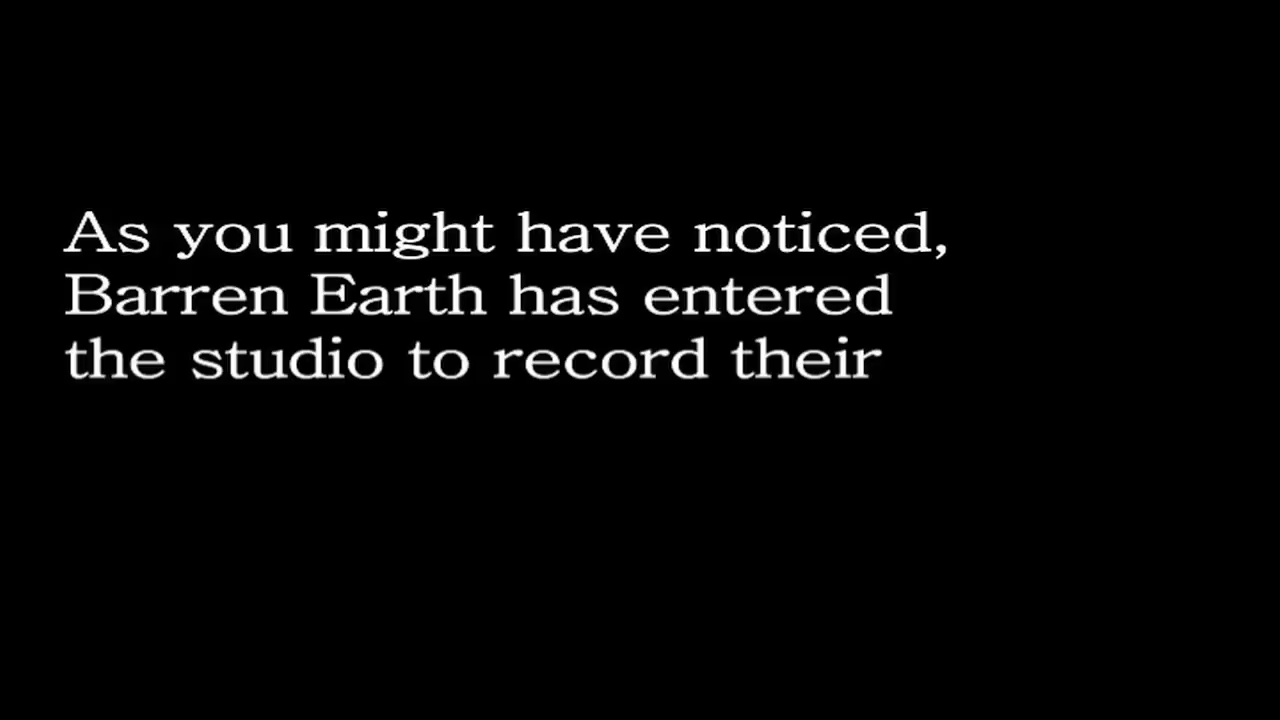 As you might have noticed,
Barren Earth has entered
the studio to record their